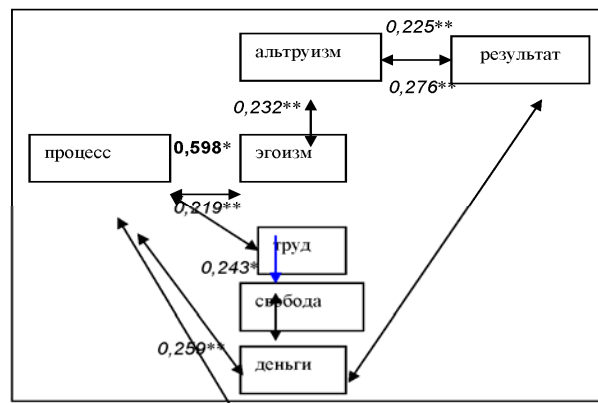 0,225**
альтруизм
результат
0,276**
0,232**
процесс
0,598*
эгоизм
0,219**
труд
0,243*
свобода
0,259**
деньги